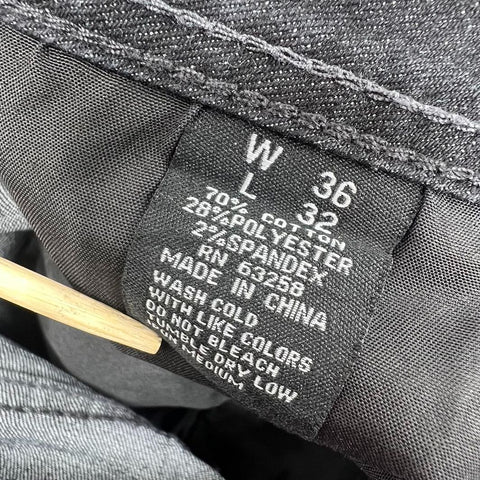 W 36
L 32
70% COTTON
28%POLYESTER
2%SPANDEX
RN 63258
MADE IN CHINA
WASH COLD
WITH LIKE COLORS
DO NOT BLEACH
TUMBLE DRY LOW
MEDIUM